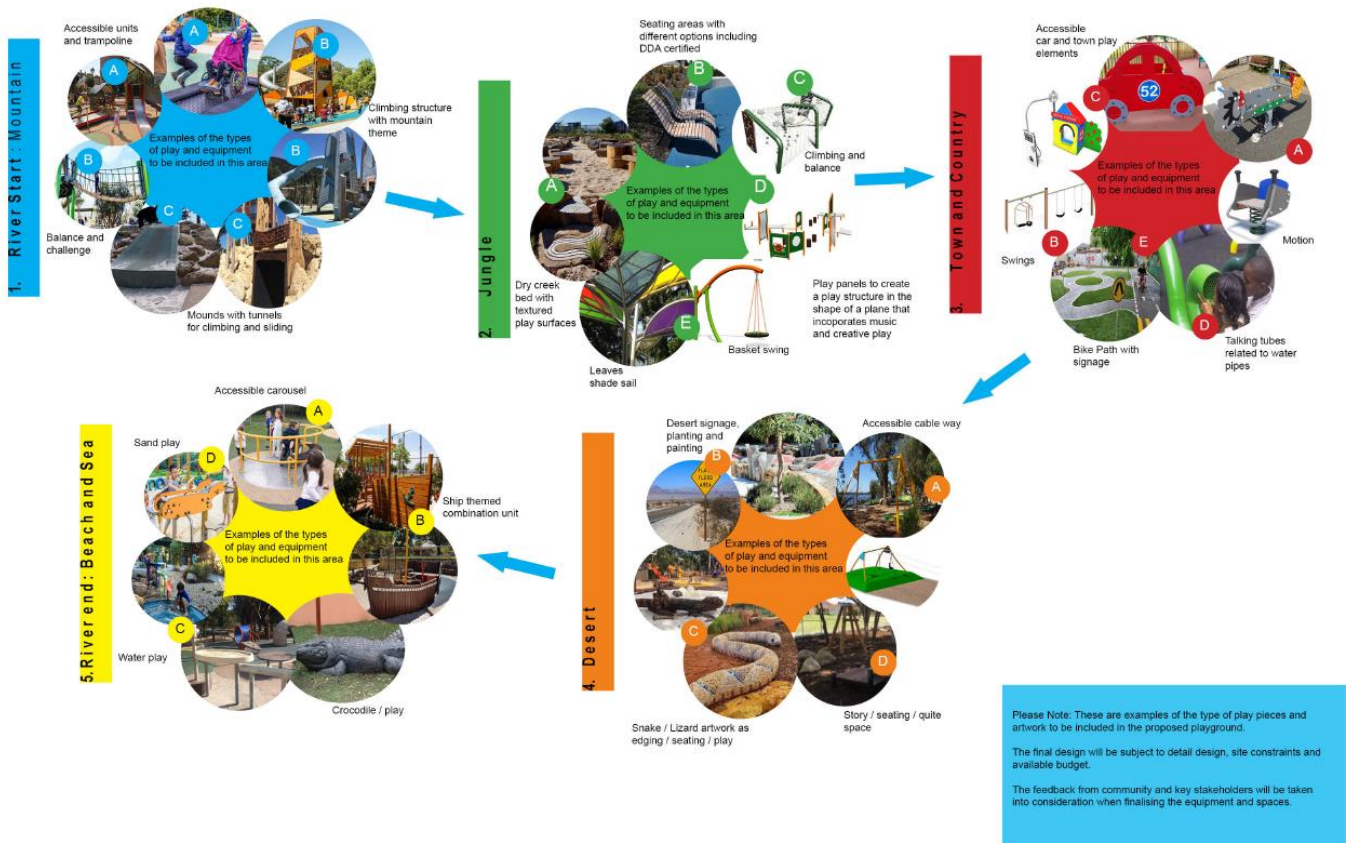 1. River Start : Mountain
Accessible units
and trampoline
A
B
A
Climbing structure
with mountain
theme
Examples of the types
of play and equipment
to be included in this area
B
B
C
C
Balance and
challenge
Mounds with tunnels
for climbing and sliding
2. Jungle
Seating areas with
different options including
DDA certified
B
C
Climbing and
balance
A
D
Examples of the types
of play and equipment
to be included in this area
Dry creek
bed with
textured
play surfaces
E
Play panels to create
a play structure in the
shape of a plane that
incoporates music
and creative play
Basket swing
Leaves
shade sail
3. Town and Country
Accessible
car and town play
elements
52
C
A
Examples of the types
of play and equipment
to be included in this area
Motion
B
E
Swings
D
Bike Path with
signage
Talking tubes
related to water
pipes
4. Desert
Desert signage,
planting and
painting
Accessible cable way
B
FLOOD
AREA
A
Examples of the types
of play and equipment
to be included in this area
C
D
Snake / Lizard artwork as
edging / seating / play
Story / seating / quite
space
5.River end : Beach and Sea
Accessible carousel
A
Sand play
D
Ship themed
combination unit
B
Examples of the types
of play and equipment
to be included in this area
C
Water play
Crocodile / play
Please Note: These are examples of the type of play pieces and
artwork to be included in the proposed playground.
The final design will be subject to detail design, site constraints and
available budget.
The feedback from community and key stakeholders will be taken
into consideration when finalising the equipment and spaces.